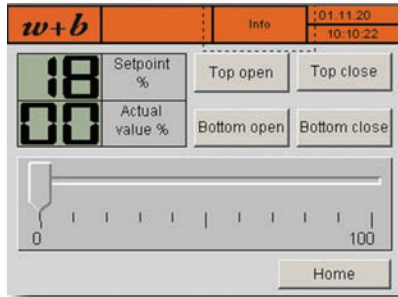 w+b
Info
01.11.20
10:10:22
18
Setpoint
%
Top open
Top close
00
Actual
value %
Bottom open
Bottom close
0
100
Home